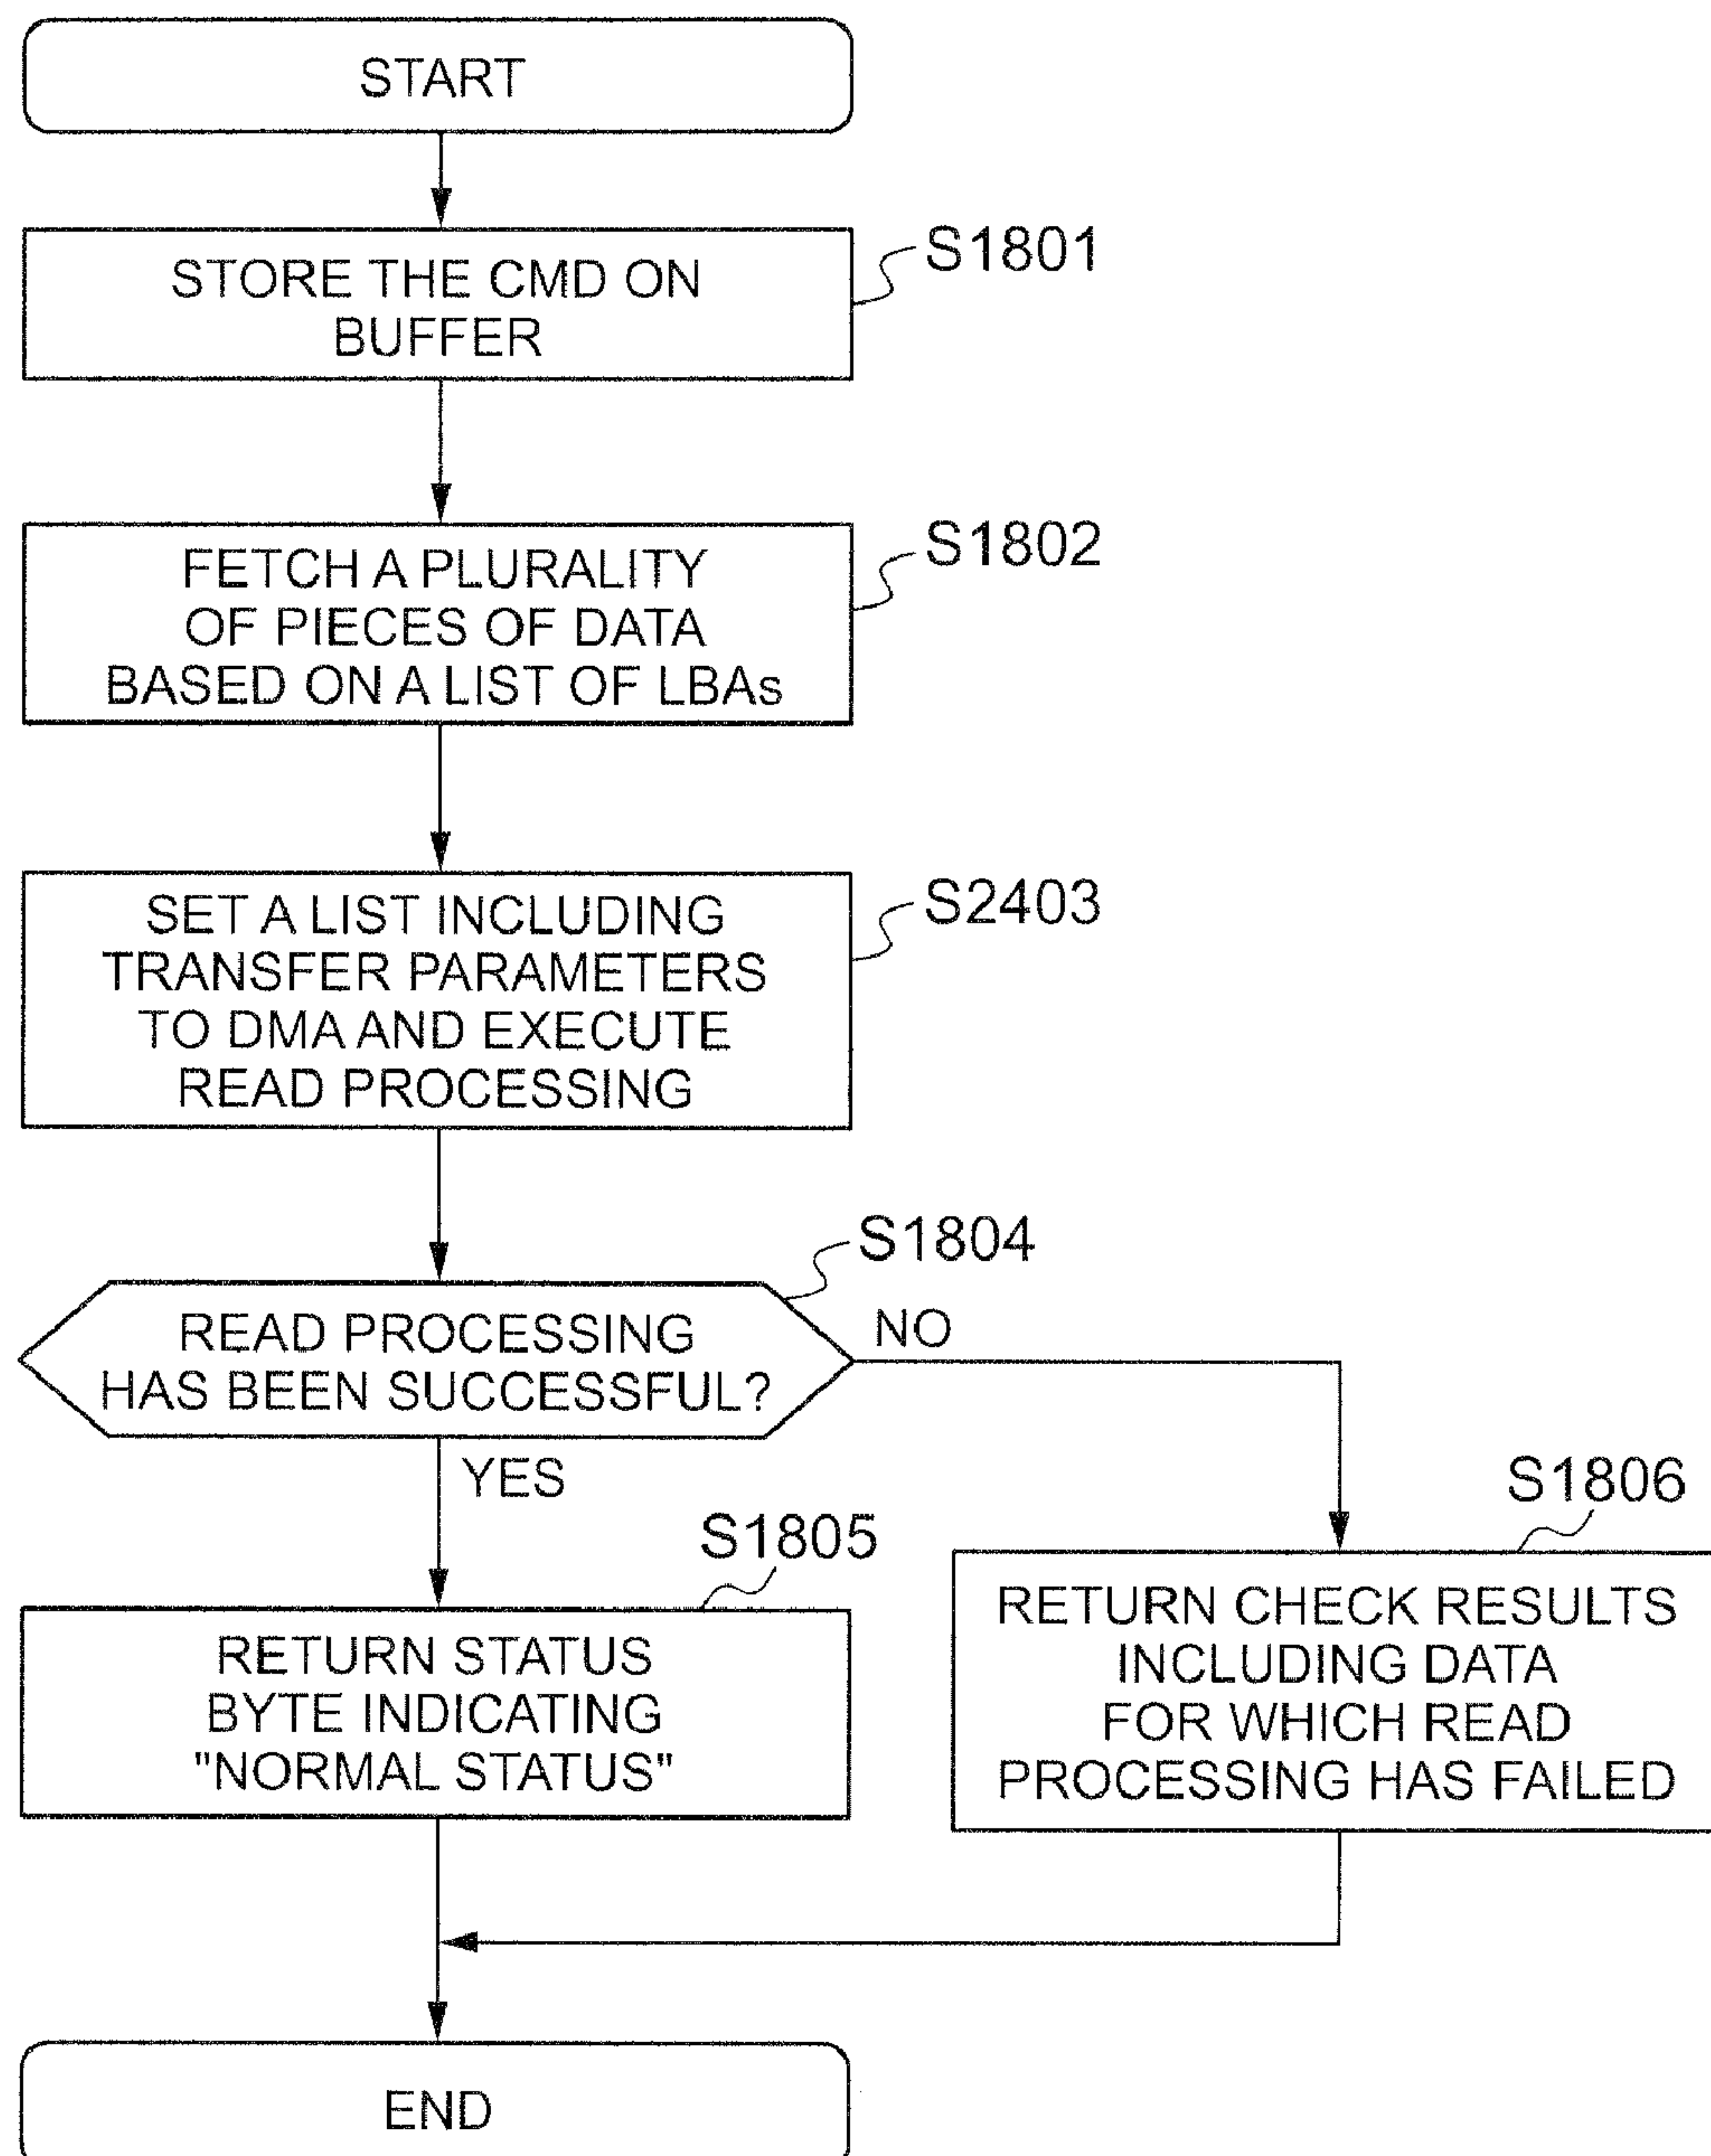 START
STORE THE CMD ON
BUFFER
S1801
FETCH A PLURALITY
OF PIECES OF DATA
BASED ON A LIST OF LBAs
S1802
SET A LIST INCLUDING
TRANSFER PARAMETERS
TO DMA AND EXECUTE
READ PROCESSING
S2403
S1804
READ PROCESSING
HAS BEEN SUCCESSFUL?
NO
YES
S1805
RETURN STATUS
BYTE INDICATING
"NORMAL STATUS"
S1806
RETURN CHECK RESULTS
INCLUDING DATA
FOR WHICH READ
PROCESSING HAS FAILED
END